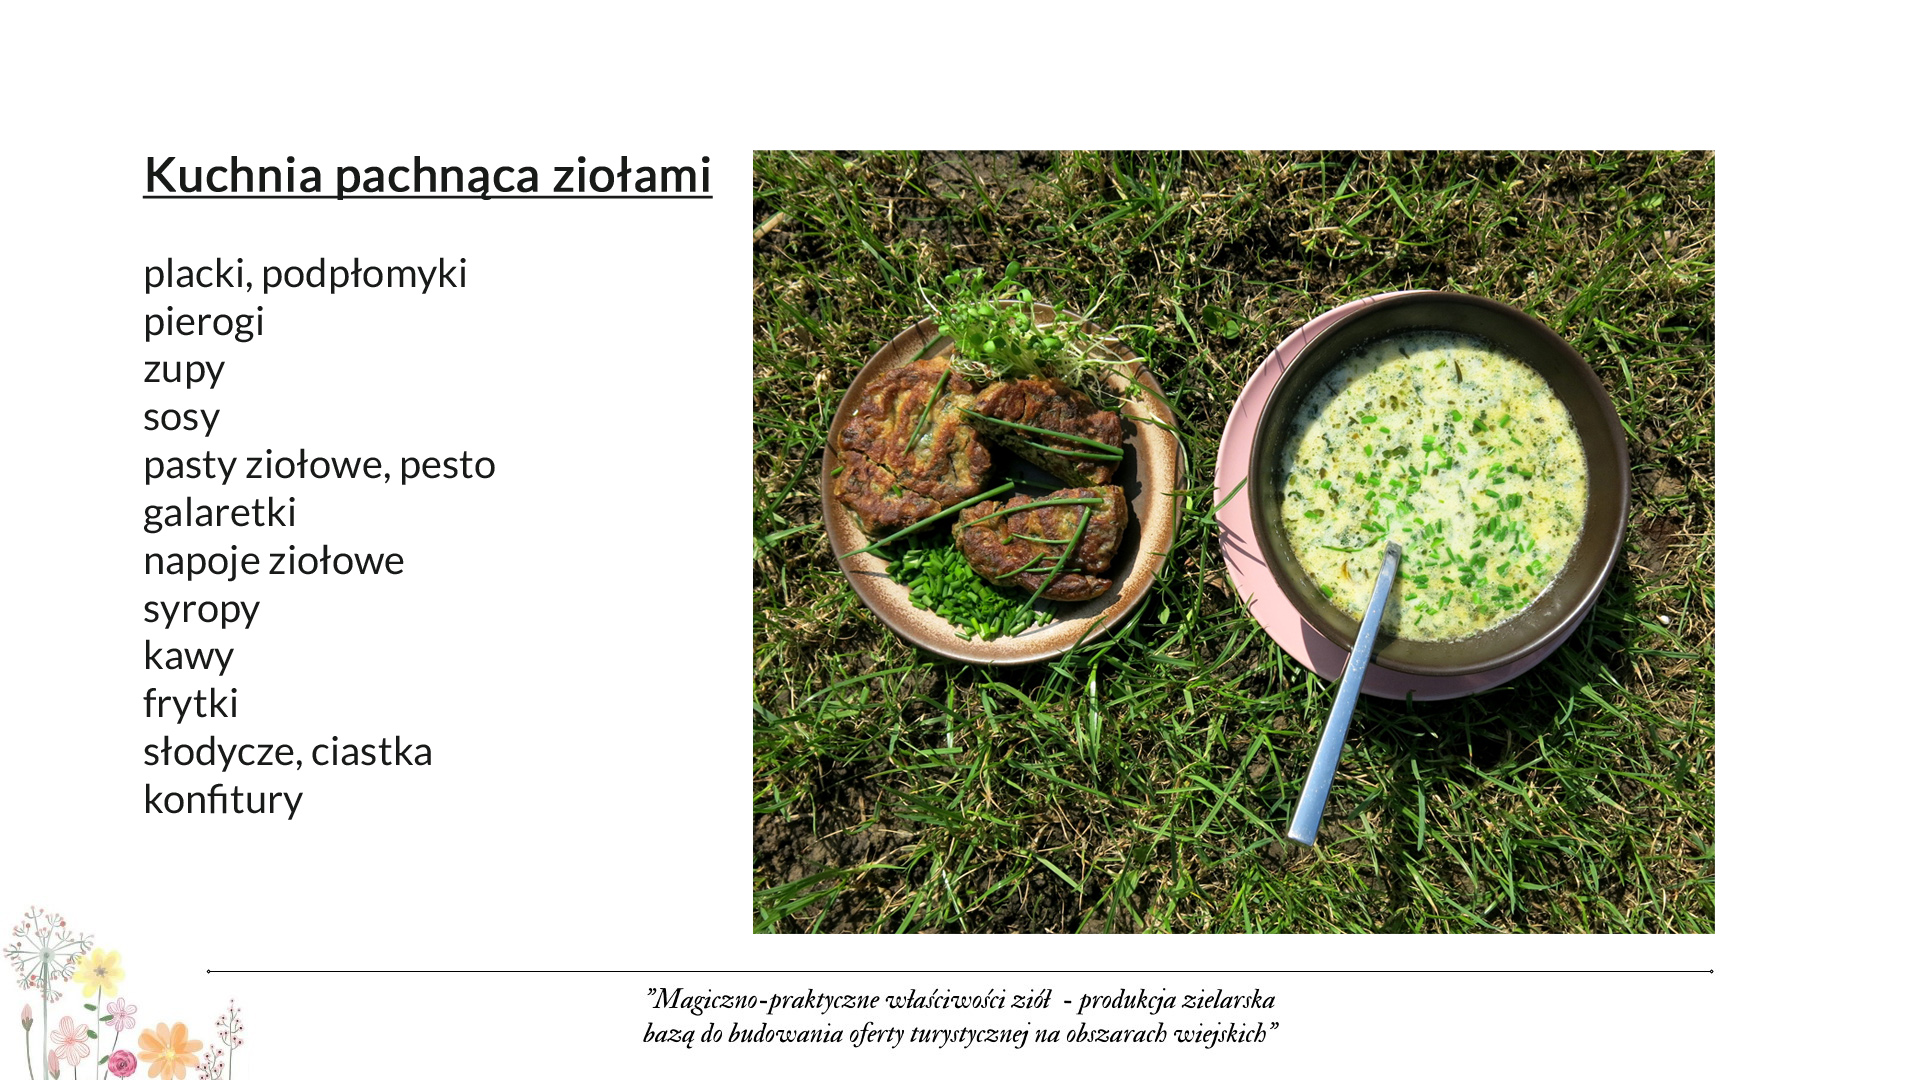 Kuchnia pachnąca ziołami
placki, podpłomyki
pierogi
zupy
sosy
pasty ziołowe, pesto
galaretki
napoje ziołowe
syropy
kawy
frytki
słodycze, ciastka
konfitury
”Magiczno-praktyczne właściwości ziół - produkcja zielarska
bazą do budowania oferty turystycznej na obszarach wiejskich”